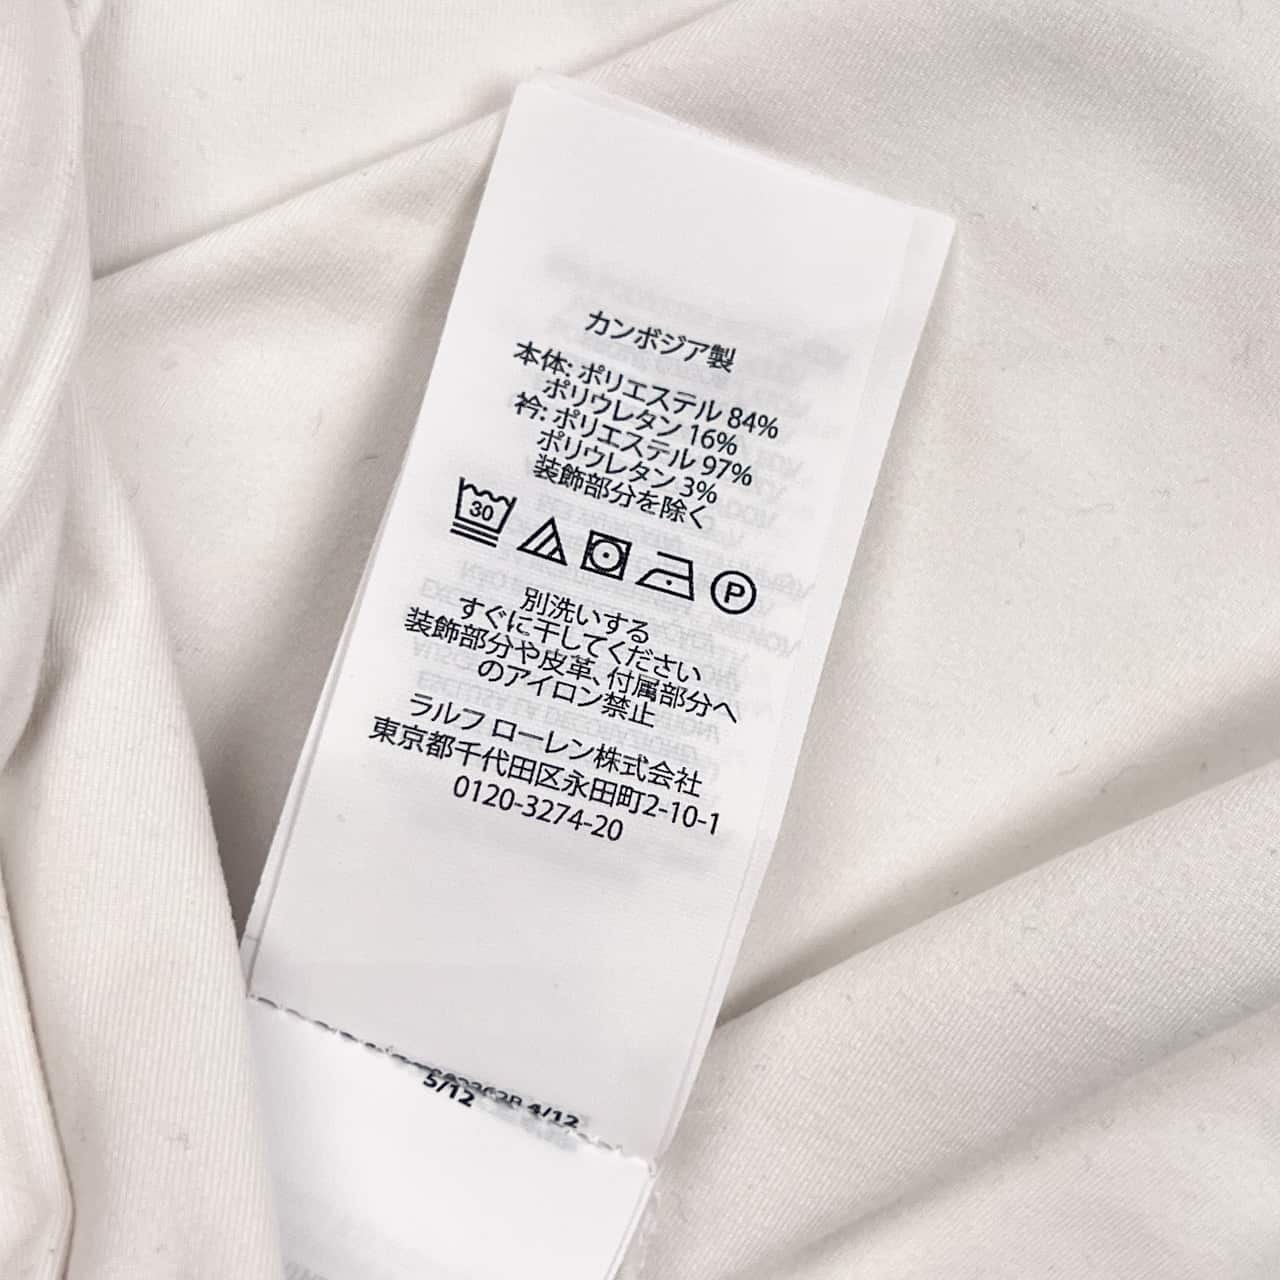 カンボジア製
本体: ポリエステル 84%
ポリウレタン 16%
衿: ポリエステル 97%
ポリウレタン 3%
装飾部分を除く
30
P
別洗いする
すぐに干してください
装飾部分や皮革、付属部分へ
のアイロン禁止
ラルフ ローレン株式会社
東京都千代田区永田町2-10-1
0120-3274-20
4/12
5/12